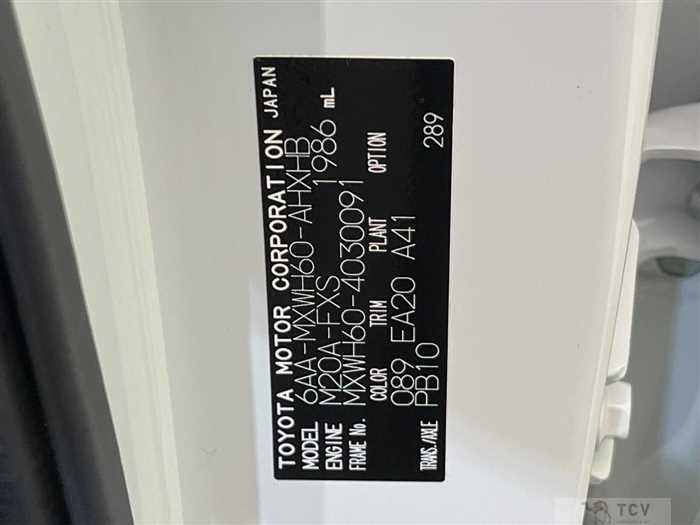 TOYOTA MOTOR CORPORATION JAPAN
MODEL 6AA-MXWH60-AHXHB
ENGINE M20A-FXS 1986 mL
FRAME No. MXWH60-4030091
COLOR TRIM PLANT OPTION
089 EA20 A41
TRANS./AXLE PB10 289
TCV